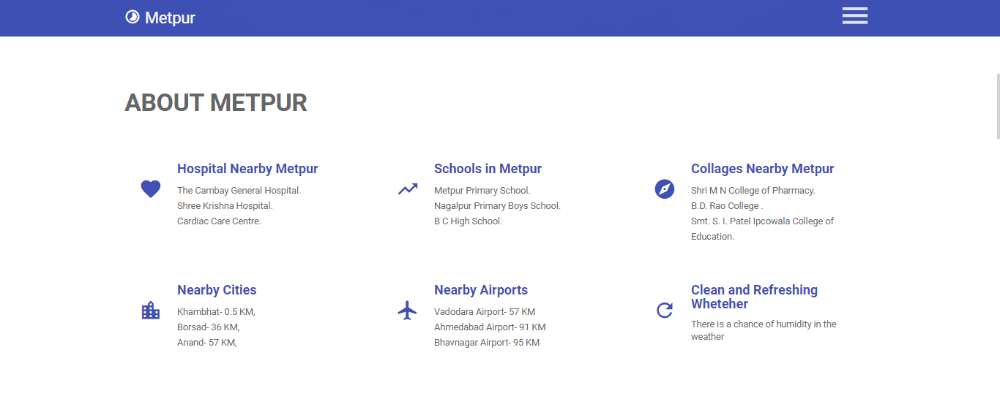 Metpur
ABOUT METPUR
Hospital Nearby Metpur
The Cambay General Hospital.
Shree Krishna Hospital.
Cardiac Care Centre.
Schools in Metpur
Metpur Primary School.
Nagalpur Primary Boys School.
B C High School.
Collages Nearby Metpur
Shri M N College of Pharmacy.
B.D. Rao College .
Smt. S. I. Patel Ipcowala College of
Education.
Nearby Cities
Khambhat- 0.5 KM,
Borsad- 36 KM,
Anand- 57 KM,
Nearby Airports
Vadodara Airport- 57 KM
Ahmedabad Airport- 91 KM
Bhavnagar Airport- 95 KM
Clean and Refreshing
Wheteher
There is a chance of humidity in the
weather